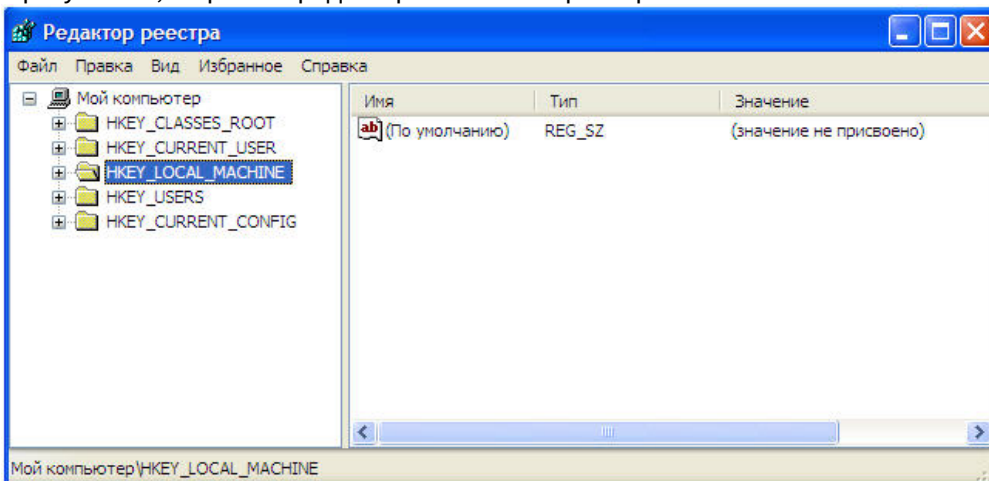 Редактор реестра
Файл Правка Вид Избранное Справка
Мой компьютер
HKEY_CLASSES_ROOT
HKEY_CURRENT_USER
HKEY_LOCAL_MACHINE
HKEY_USERS
HKEY_CURRENT_CONFIG
Имя Тип Значение
ab (По умолчанию) REG_SZ (значение не присвоено)
Мой компьютер\HKEY_LOCAL_MACHINE